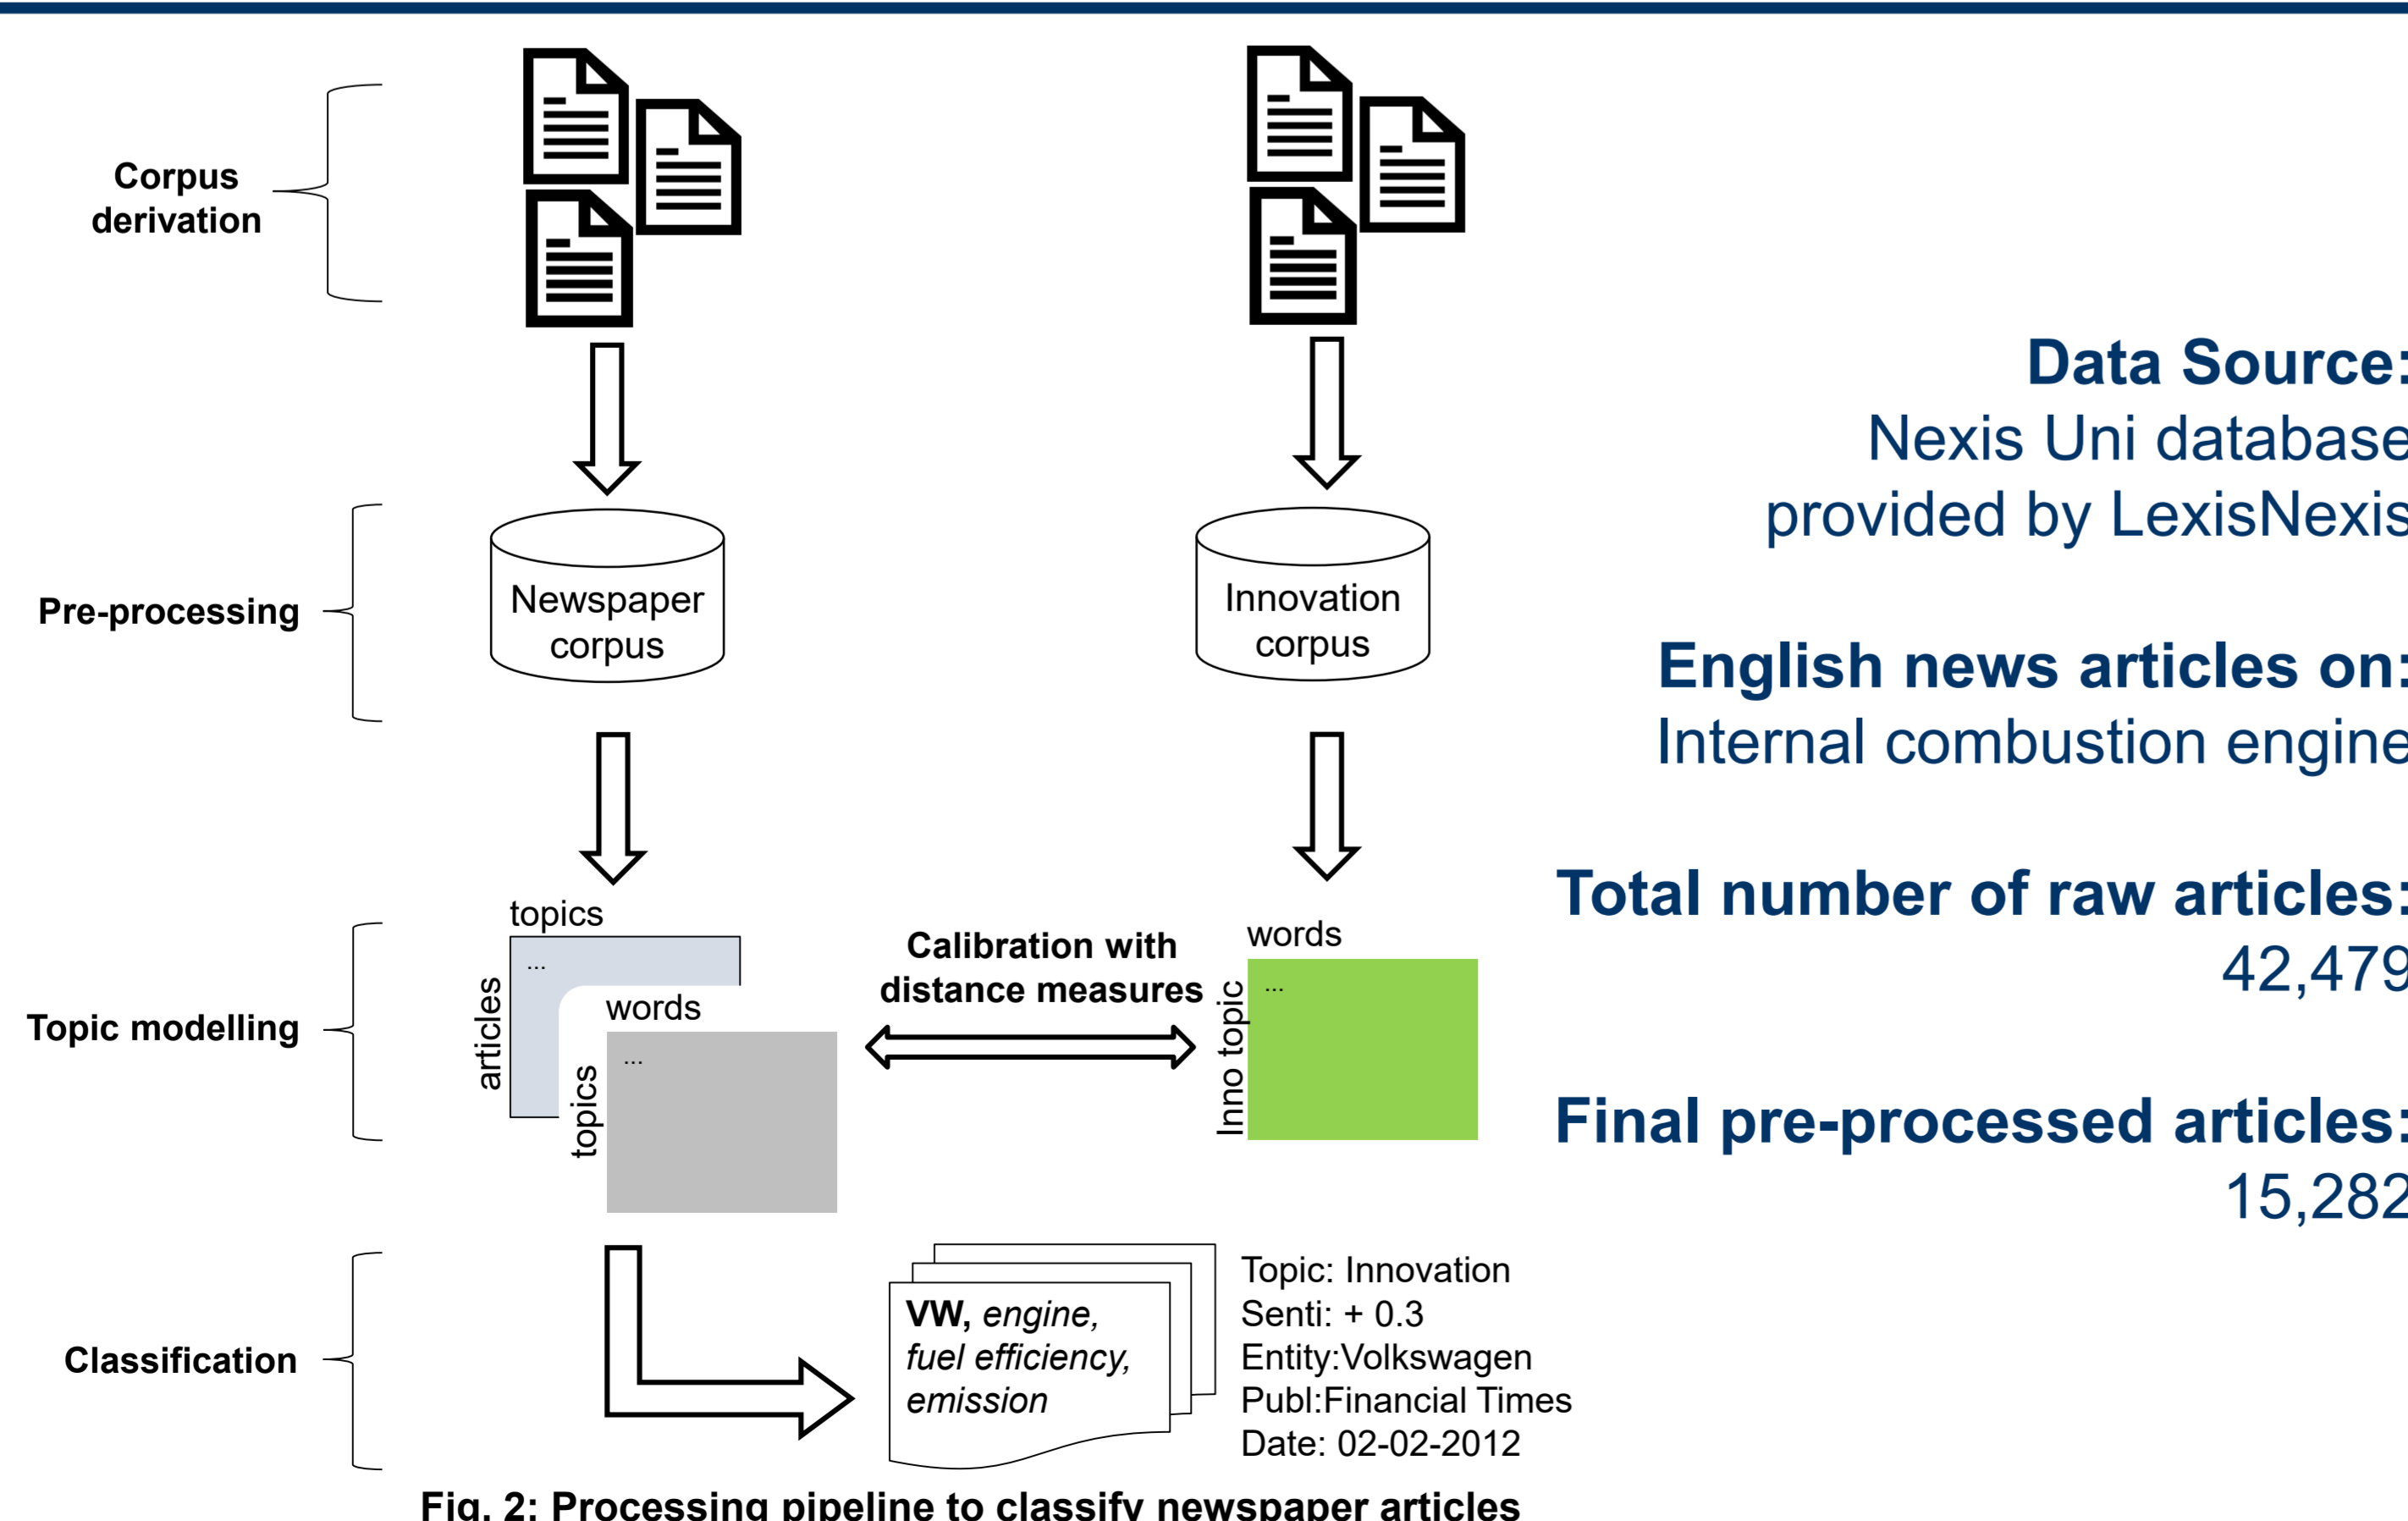 Corpus
derivation
Pre-processing
Newspaper
corpus
Innovation
corpus
Topic modelling
topics
...
articles
words
...
topics
Calibration with
distance measures
words
...
Inno topic
Classification
VW, engine,
fuel efficiency,
emission
Topic: Innovation
Senti: + 0.3
Entity:Volkswagen
Publ:Financial Times
Date: 02-02-2012
Fig. 2: Processing pipeline to classify newspaper articles
Data Source:
Nexis Uni database
provided by LexisNexis
English news articles on:
Internal combustion engine
Total number of raw articles:
42,479
Final pre-processed articles:
15,282